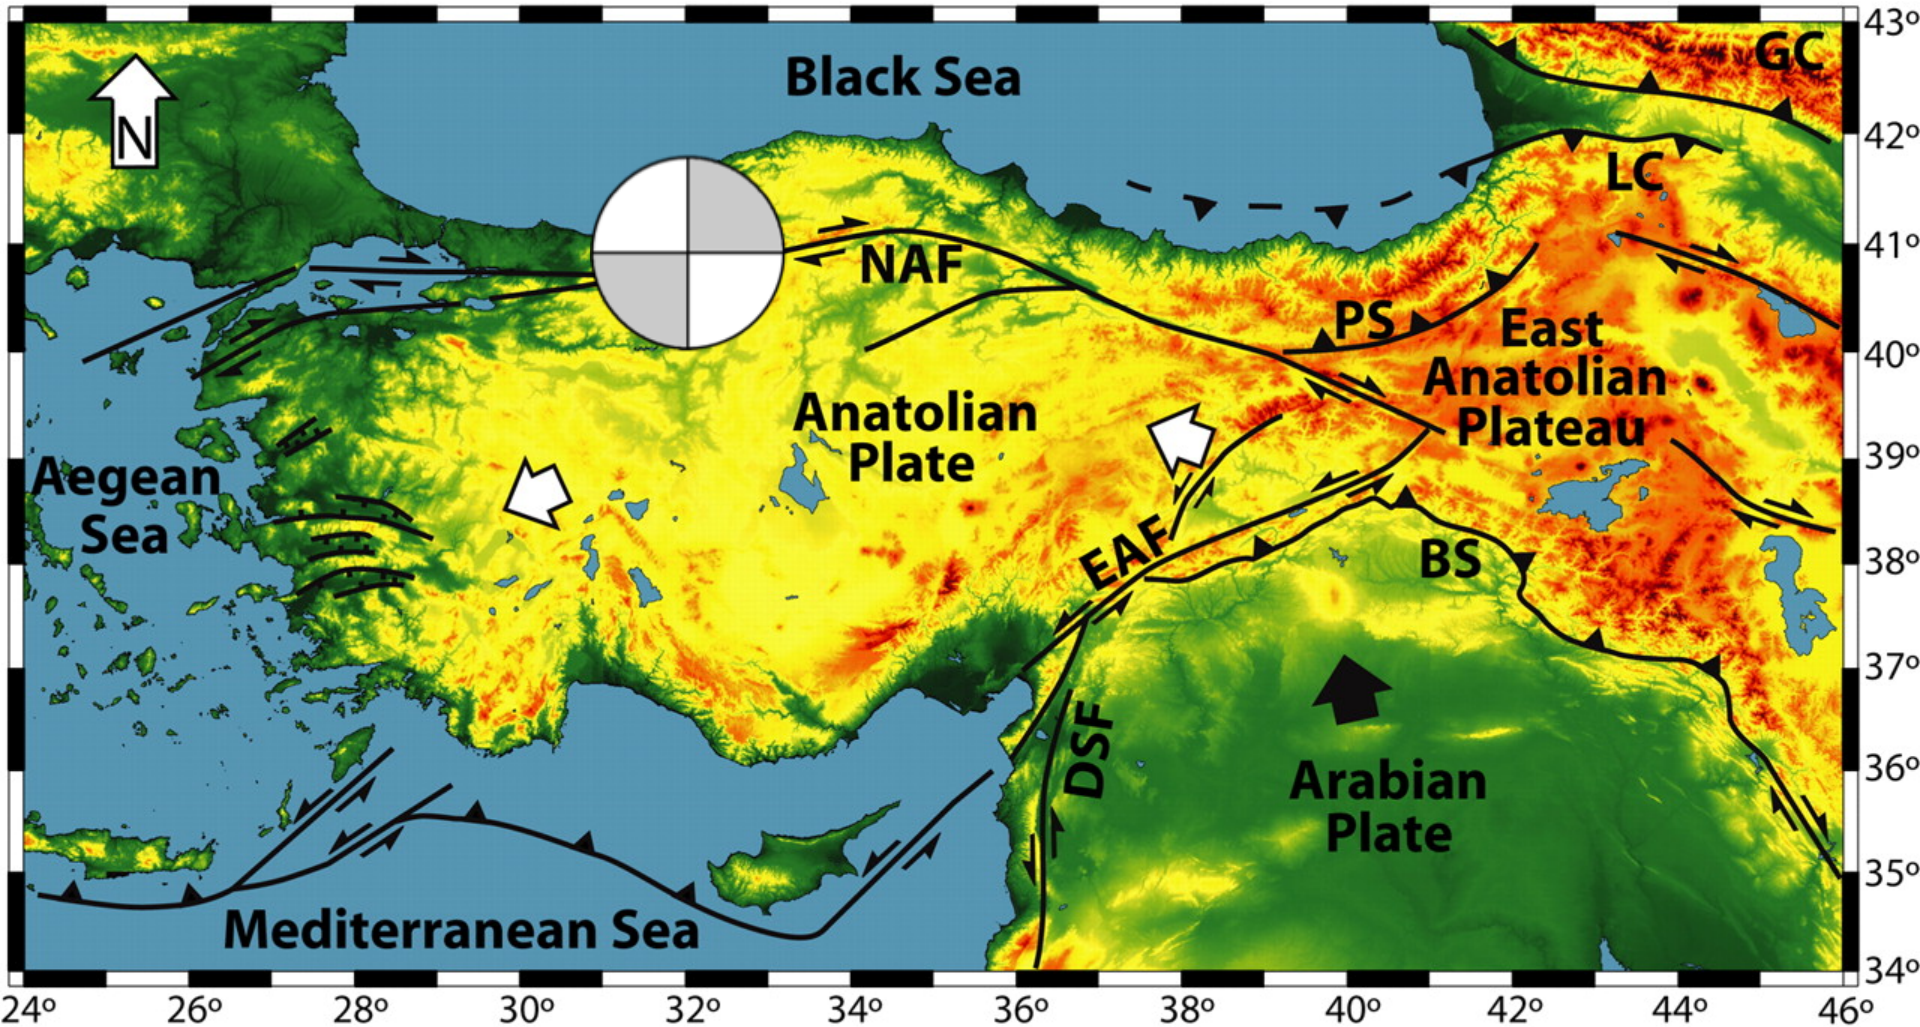 43º
GC
Black Sea
N
42º
LC
41º
NAF
PS
East
Anatolian
Plateau
40º
Anatolian
Plate
39º
Aegean
Sea
EAF
BS
38º
37º
DSF
36º
Arabian
Plate
35º
Mediterranean Sea
34º
24º 26º 28º 30º 32º 34º 36º 38º 40º 42º 44º 46º